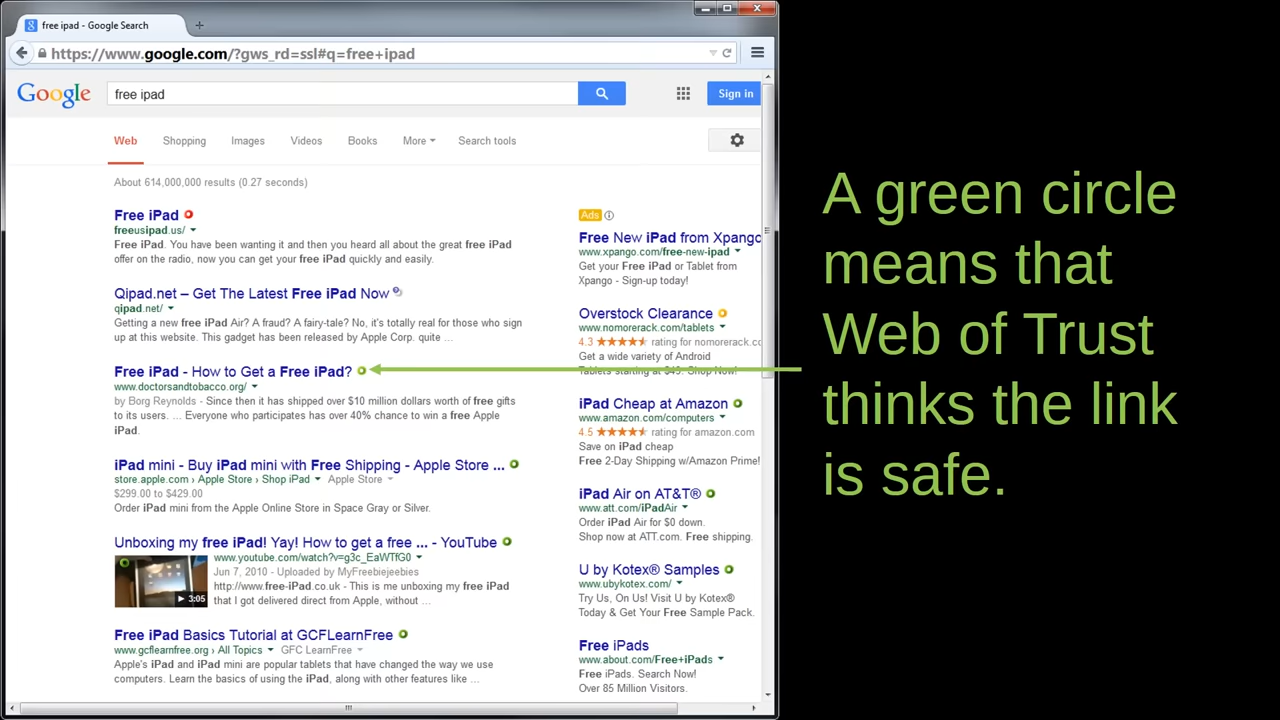 free ipad - Google Search
https://www.google.com/?gws_rd=ssl#q=free+ipad
Google
free ipad
Sign in
Web Shopping Images Videos Books More Search tools
About 614,000,000 results (0.27 seconds)
Free iPad
freeusipad.us/
Free iPad. You have been wanting it and then you heard all about the great free iPad
offer on the radio, now you can get your free iPad quickly and easily.
Qipad.net – Get The Latest Free iPad Now
qipad.net/
Getting a new free iPad Air? A fraud? A fairy-tale? No, it's totally real for those who sign
up at this website. This gadget has been released by Apple Corp. quite ...
Free iPad - How to Get a Free iPad?
www.doctorsandtobacco.org/
by Borg Reynolds - Since then it has shipped over $10 million dollars worth of free gifts
to its users. ... Everyone who participates has over 40% chance to win a free Apple
iPad.
iPad mini - Buy iPad mini with Free Shipping - Apple Store ...
store.apple.com › Apple Store › Shop iPad Apple Store
$299.00 to $429.00
Order iPad mini from the Apple Online Store in Space Gray or Silver.
Unboxing my free iPad! Yay! How to get a free ... - YouTube
www.youtube.com/watch?v=g3c_EaWTfG0
Jun 7, 2010 - Uploaded by MyFreebiejeebies
http://www.free-iPad.co.uk - This is me unboxing my free iPad
that I got delivered direct from Apple, without ...
3:05
Free iPad Basics Tutorial at GCFLearnFree
www.gcflearnfree.org › All Topics GFC LearnFree
Apple's iPad and iPad mini are popular tablets that have changed the way we use
computers. Learn the basics of using the iPad, along with other features like ...
Ads
Free New iPad from Xpango
www.xpango.com/free-new-ipad
Get your Free iPad or Tablet from
Xpango - Sign-up today!
Overstock Clearance
www.nomorerack.com/tablets
4.3 rating for nomorerack.co
Get a wide variety of Android
Tablets starting at $49. Shop Now!
iPad Cheap at Amazon
www.amazon.com/computers
4.5 rating for amazon.com
Save on iPad cheap
Free 2-Day Shipping w/Amazon Prime!
iPad Air on AT&T®
www.att.com/iPadAir
Order iPad Air for $0 down.
Shop now at ATT.com. Free shipping.
U by Kotex® Samples
www.ubykotex.com/
Try Us, On Us! Visit U by Kotex®
Today & Get Your Free Sample Pack.
Free iPads
www.about.com/Free+iPads
Free iPads. Search Now!
Over 85 Million Visitors.
A green circle
means that
Web of Trust
thinks the link
is safe.